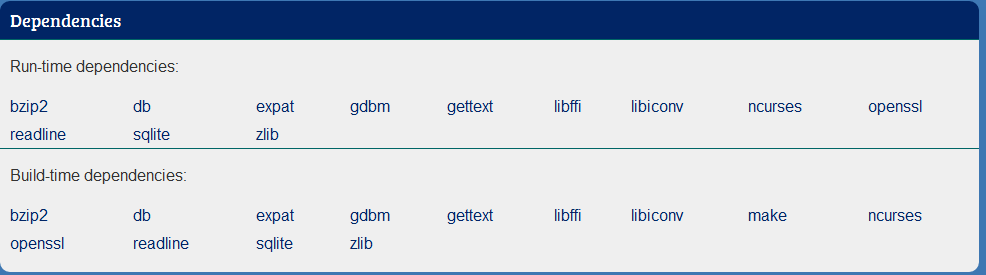 Dependencies
Run-time dependencies:
bzip2 db expat gdbm gettext libffi libiconv ncurses openssl
readline sqlite zlib
Build-time dependencies:
bzip2 db expat gdbm gettext libffi libiconv make ncurses
openssl readline sqlite zlib